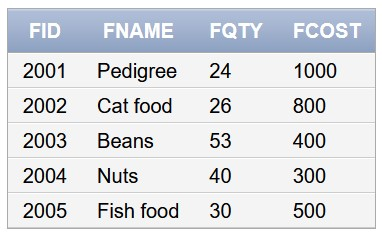 FID FNAME FQTY FCOST
2001 Pedigree 24 1000
2002 Cat food 26 800
2003 Beans 53 400
2004 Nuts 40 300
2005 Fish food 30 500